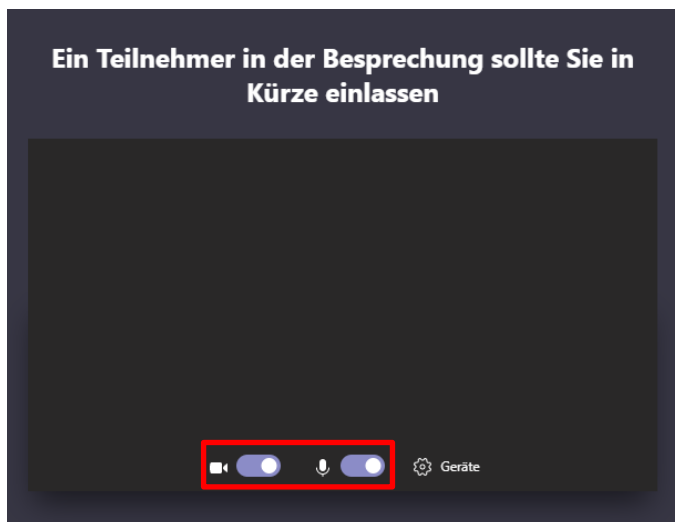 Ein Teilnehmer in der Besprechung sollte Sie in
Kürze einlassen
Geräte